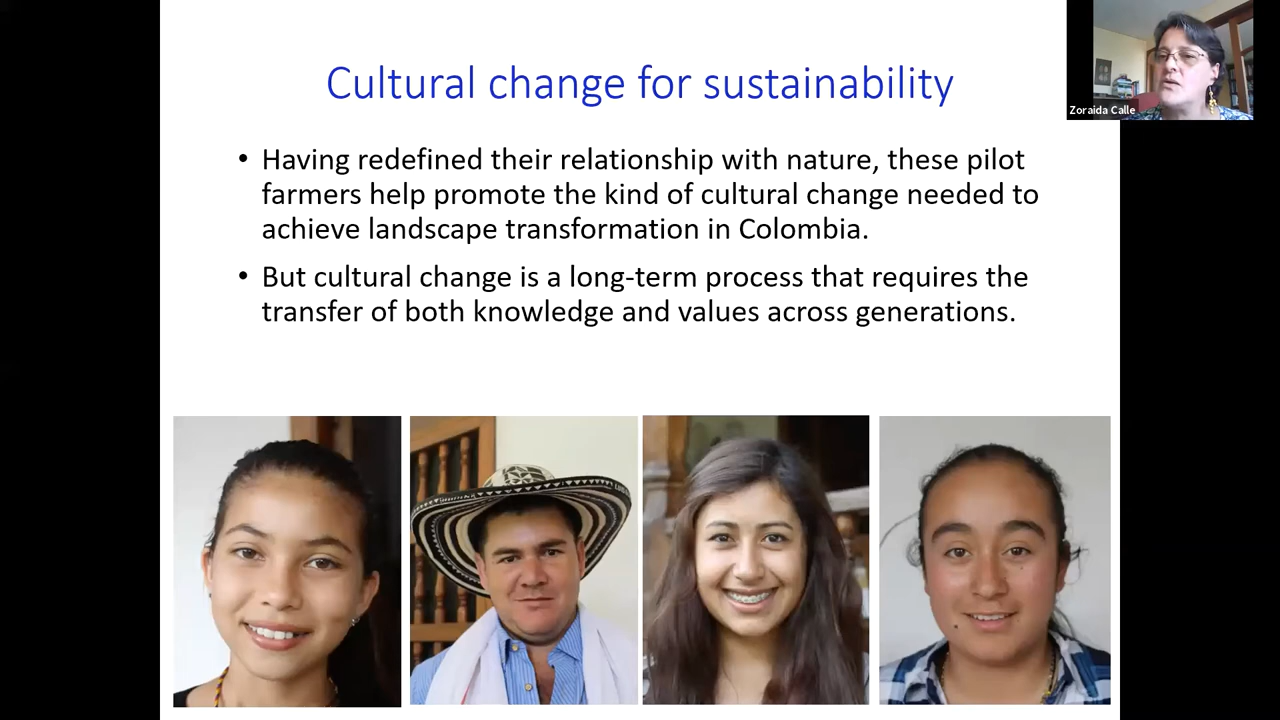 Cultural change for sustainability
Zoraida Calle
• Having redefined their relationship with nature, these pilot
farmers help promote the kind of cultural change needed to
achieve landscape transformation in Colombia.
• But cultural change is a long-term process that requires the
transfer of both knowledge and values across generations.